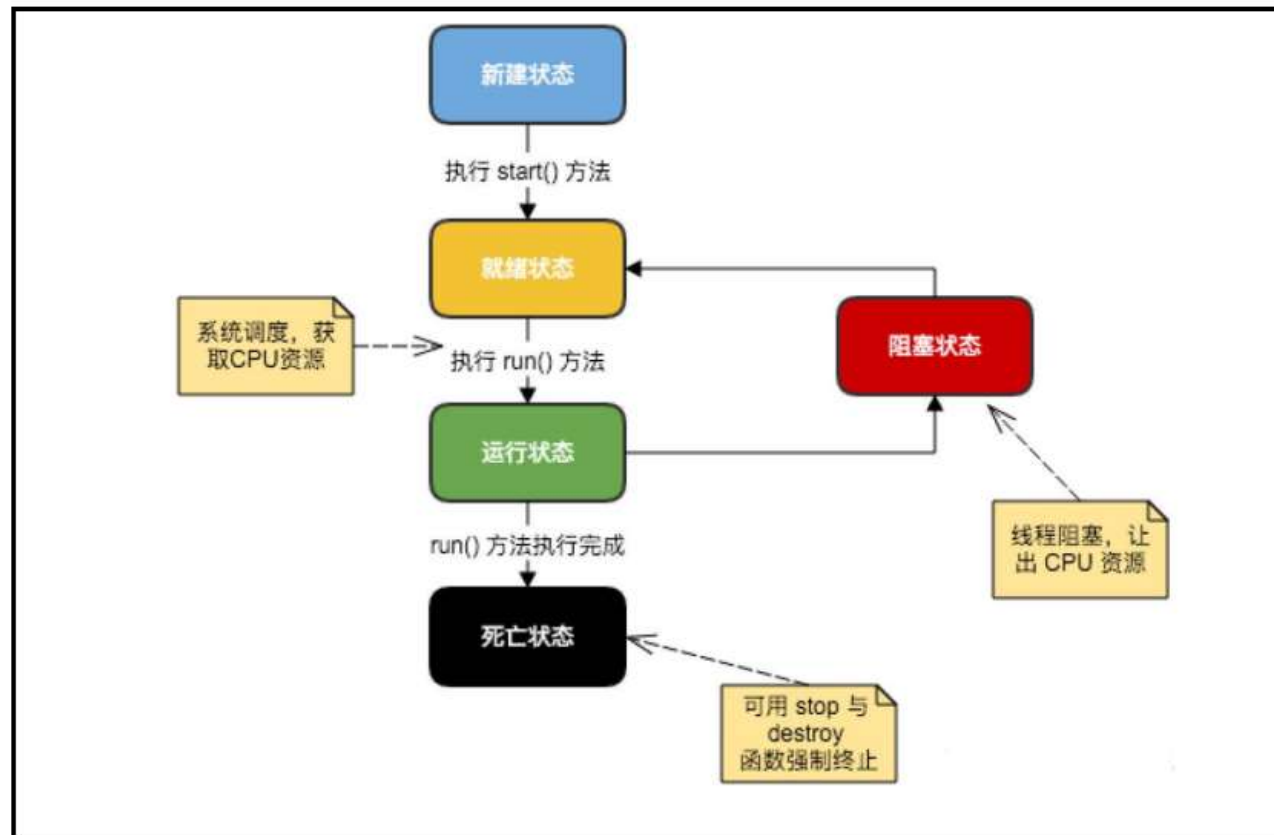 新建状态
执行 start() 方法
就绪状态
系统调度，获
取CPU资源
执行 run() 方法
阻塞状态
运行状态
线程阻塞，让
出 CPU 资源
run() 方法执行完成
死亡状态
可用 stop 与
destroy
函数强制终止